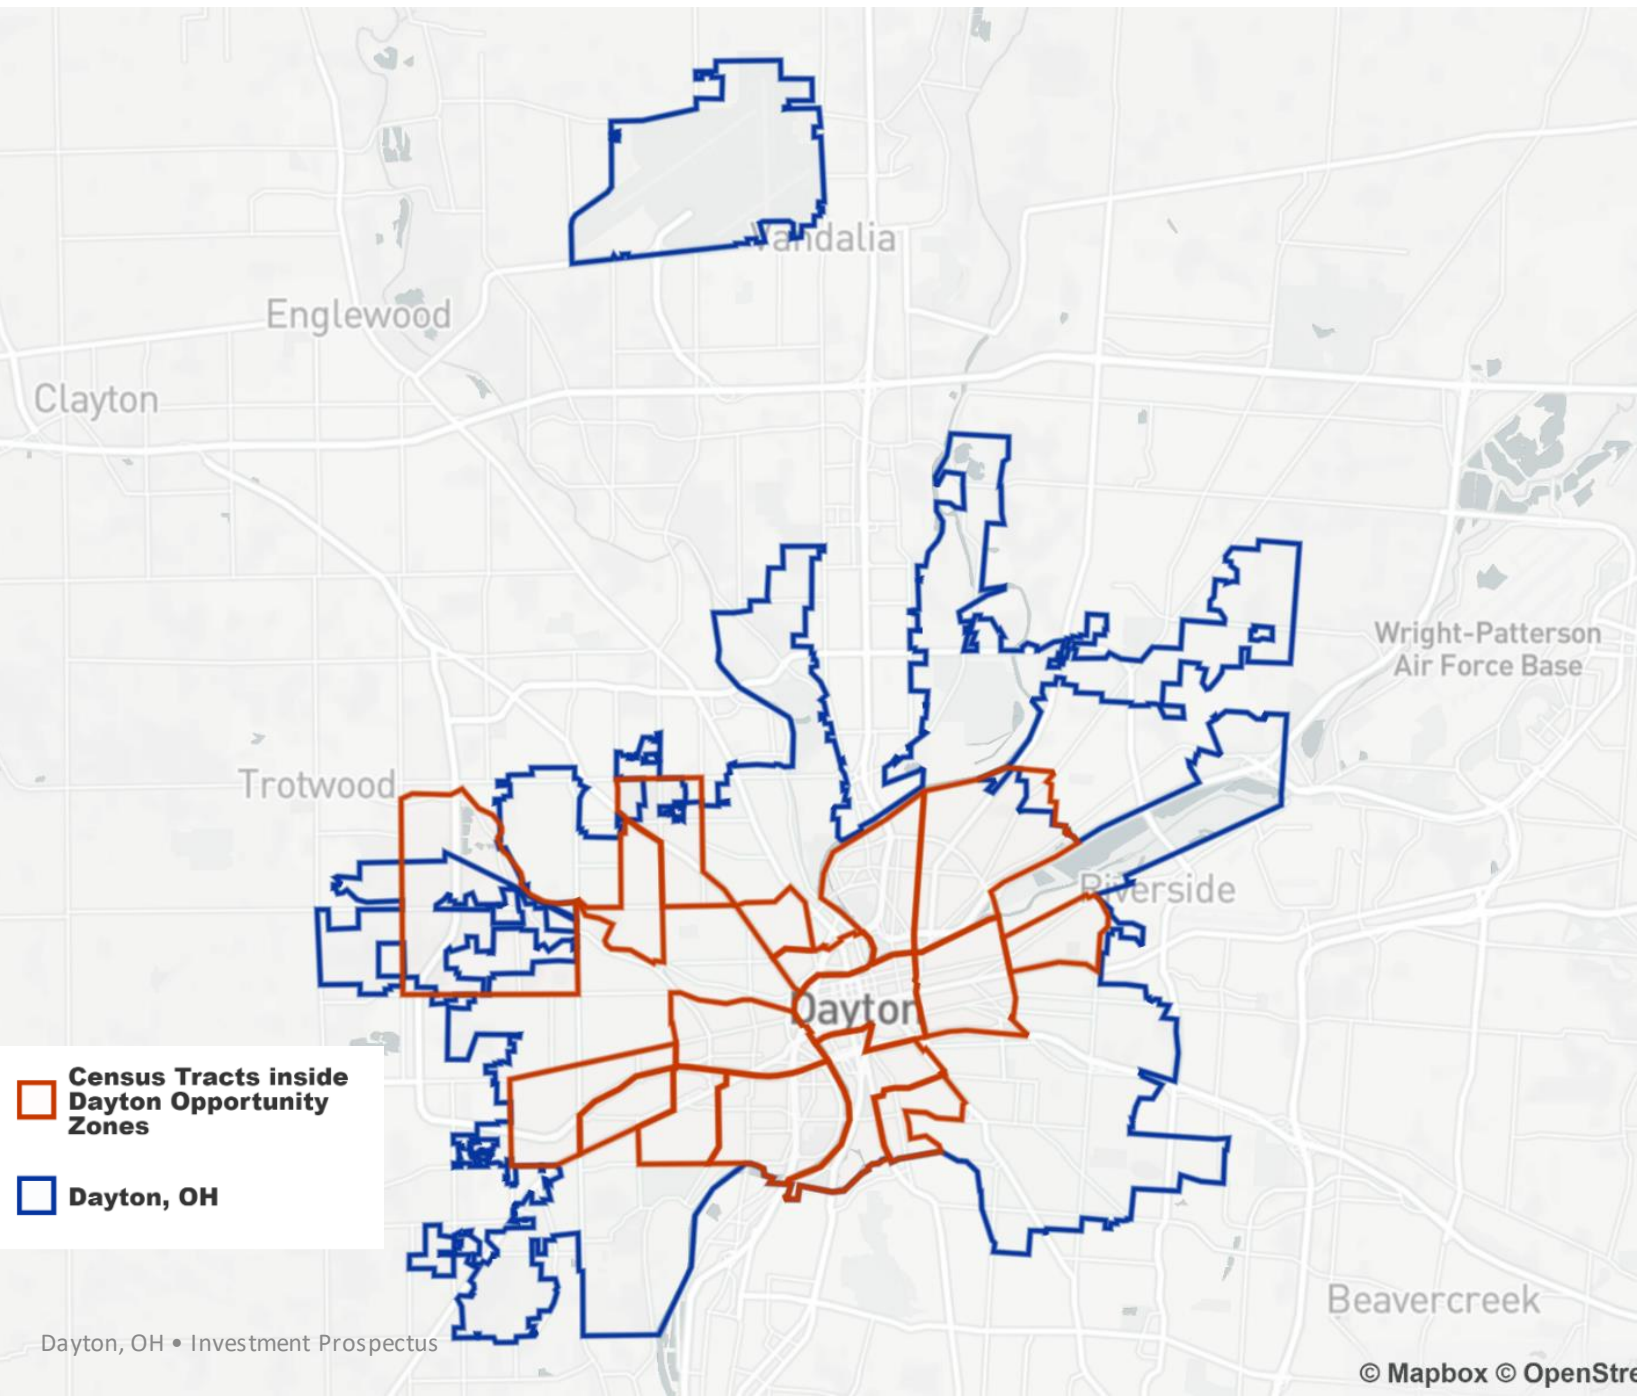 Vandalia
Englewood
Clayton
Wright-Patterson
Air Force Base
Trotwood
Riverside
Dayton
Census Tracts inside
Dayton Opportunity
Zones
Dayton, OH
Beavercreek
Dayton, OH • Investment Prospectus
© Mapbox © OpenStre